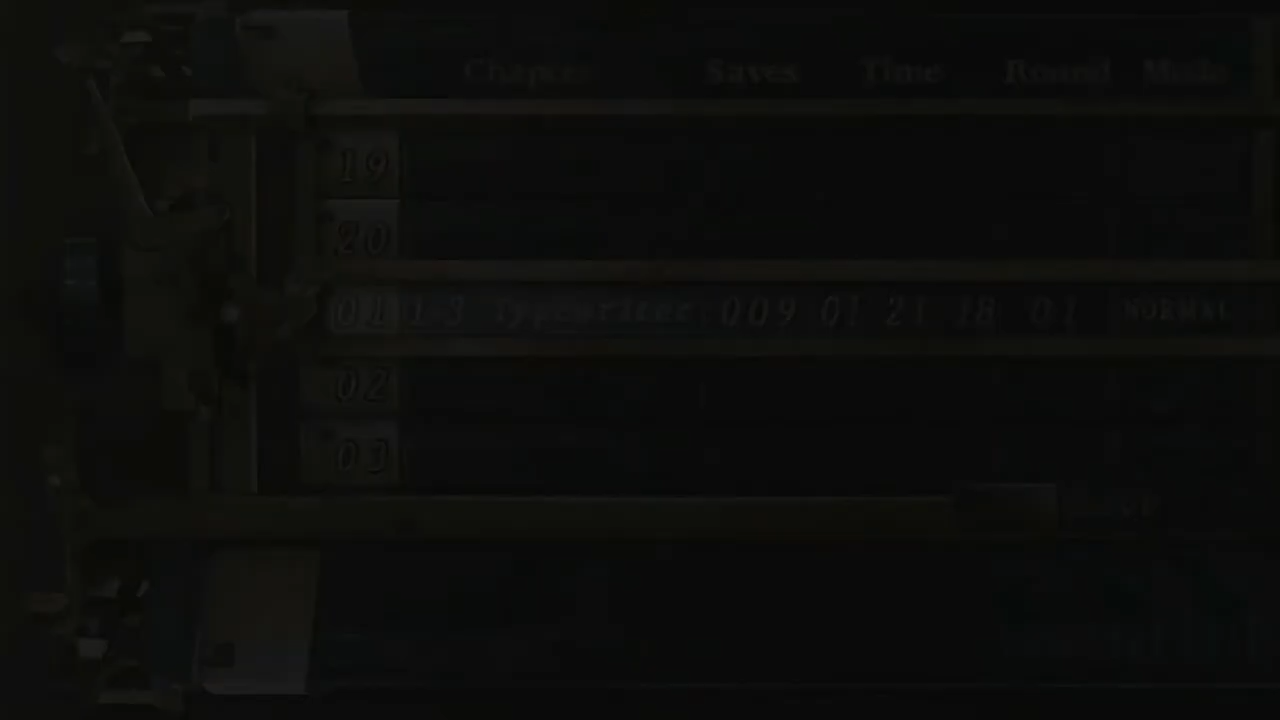 Chapter Saves Time Round Mode
19
20
01 1-3 Typewriter 009 01 21 18 01 NORMAL
02
03